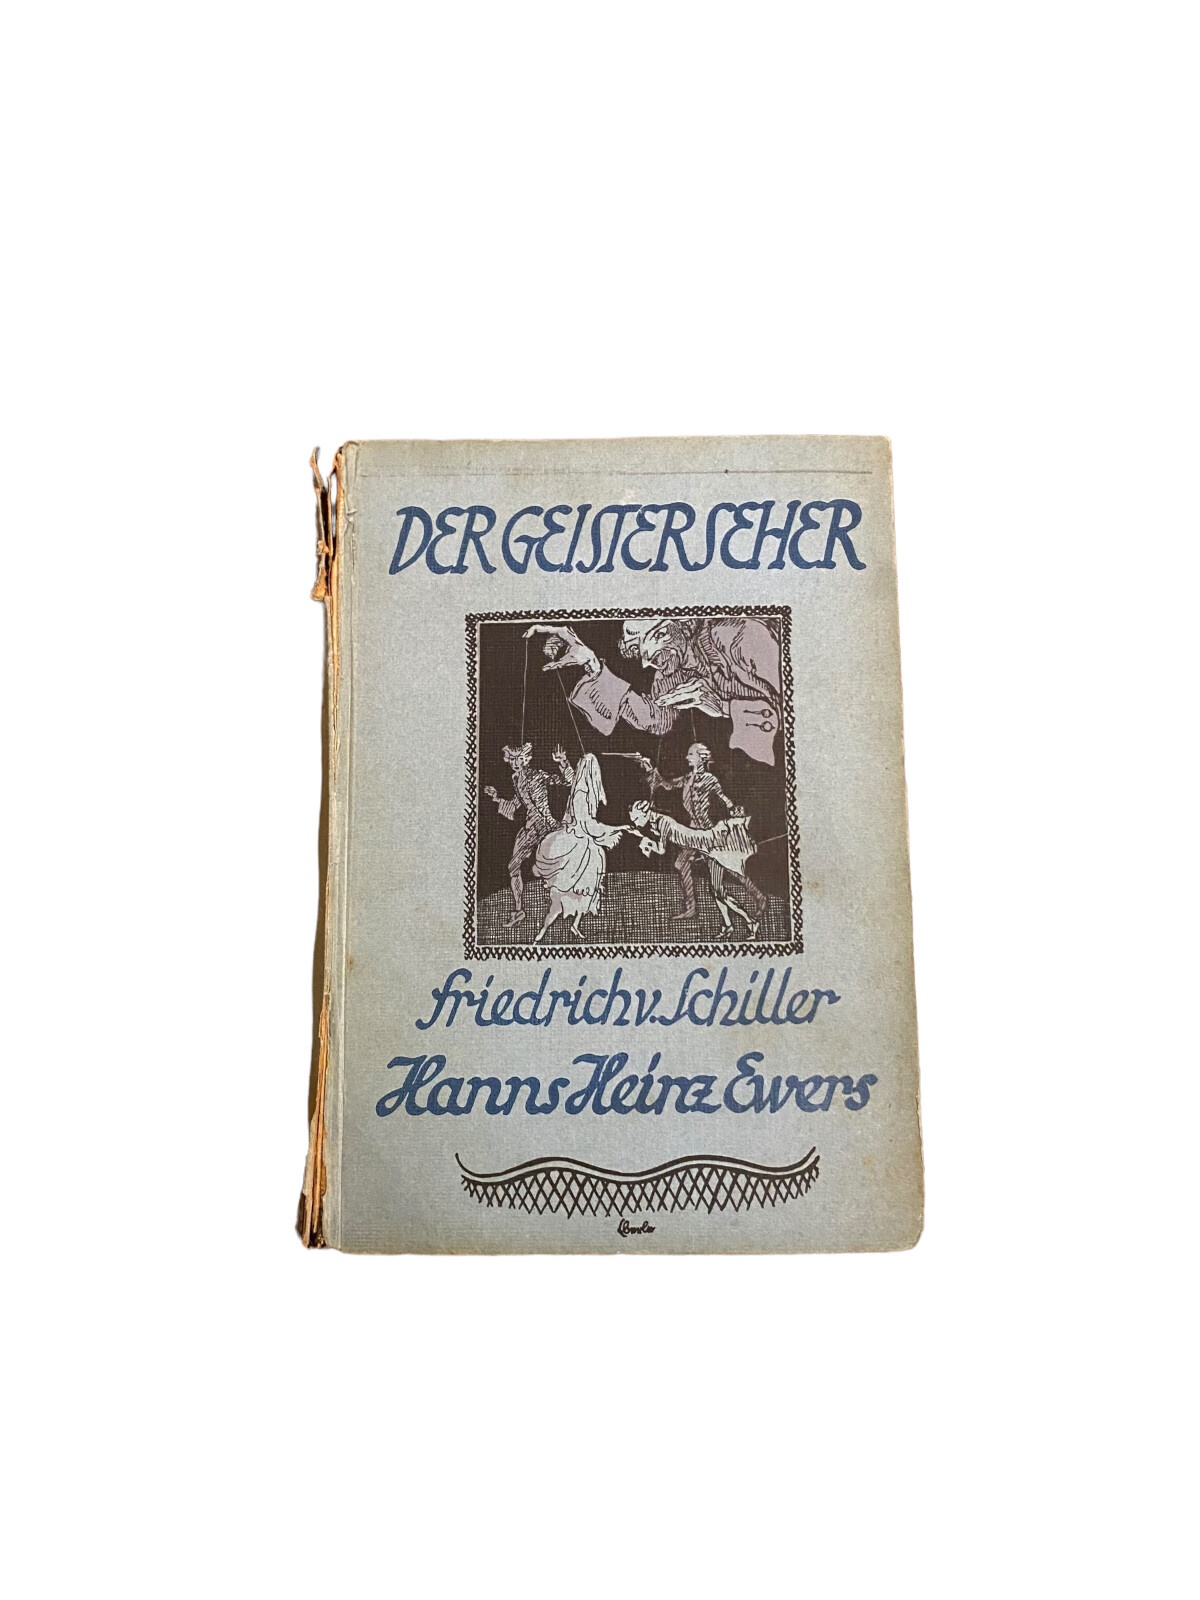 DER GEISTERSEHER
Friedrich v. Schiller
Hanns Heinz Ewers